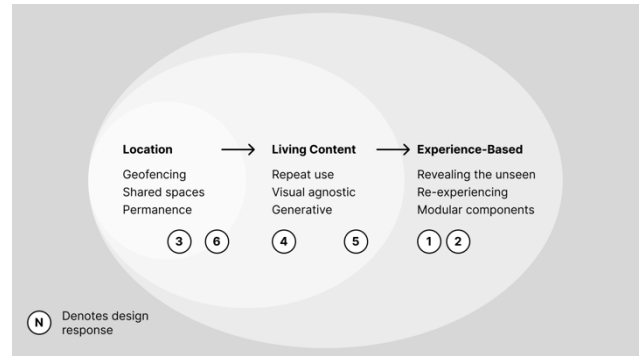 Location → Living Content → Experience-Based
Geofencing Repeat use Revealing the unseen
Shared spaces Visual agnostic Re-experiencing
Permanence Generative Modular components
3 6 4 5 1 2
N Denotes design
response